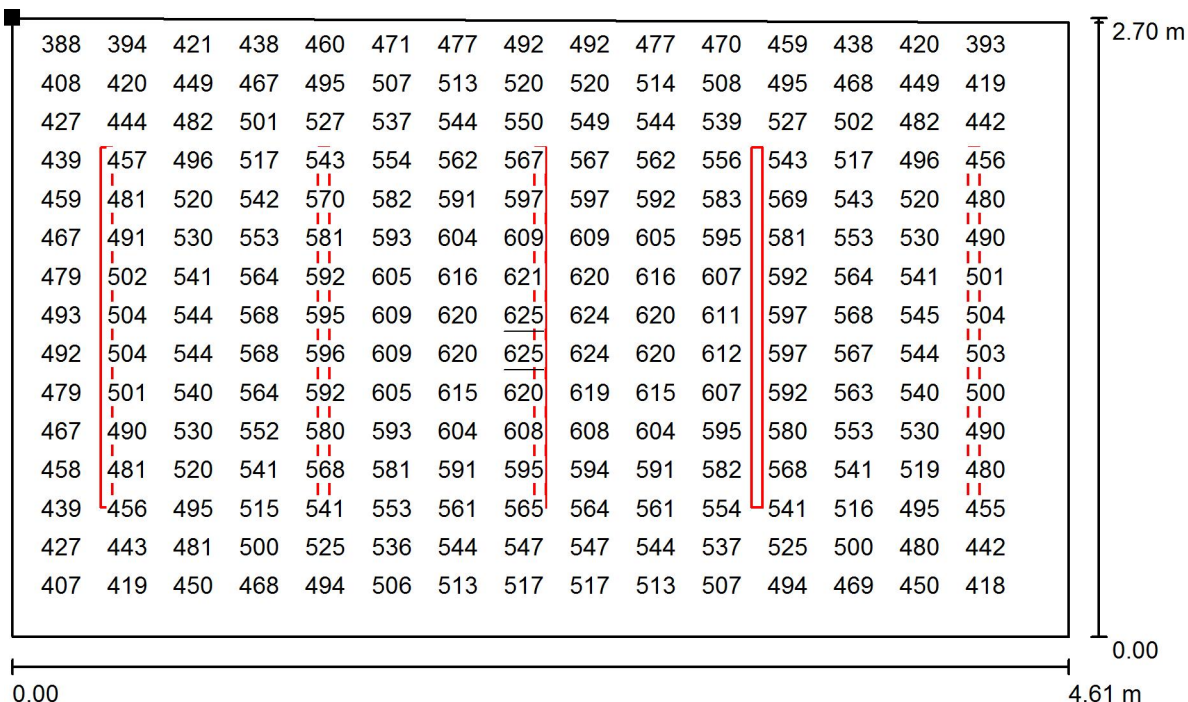 2.70 m
388 394 421 438 460 471 477 492 492 477 470 459 438 420 393
408 420 449 467 495 507 513 520 520 514 508 495 468 449 419
427 444 482 501 527 537 544 550 549 544 539 527 502 482 442
439 457 496 517 543 554 562 567 567 562 556 543 517 496 456
459 481 520 542 570 582 591 597 597 592 583 569 543 520 480
467 491 530 553 581 593 604 609 609 605 595 581 553 530 490
479 502 541 564 592 605 616 621 620 616 607 592 564 541 501
493 504 544 568 595 609 620 625 624 620 611 597 568 545 504
492 504 544 568 596 609 620 625 624 620 612 597 567 544 503
479 501 540 564 592 605 615 620 619 615 607 592 563 540 500
467 490 530 552 580 593 604 608 608 604 595 580 553 530 490
458 481 520 541 568 581 591 595 594 591 582 568 541 519 480
439 456 495 515 541 553 561 565 564 561 554 541 516 495 455
427 443 481 500 525 536 544 547 547 544 537 525 500 480 442
407 419 450 468 494 506 513 517 517 513 507 494 469 450 418
0.00
0.00 4.61 m